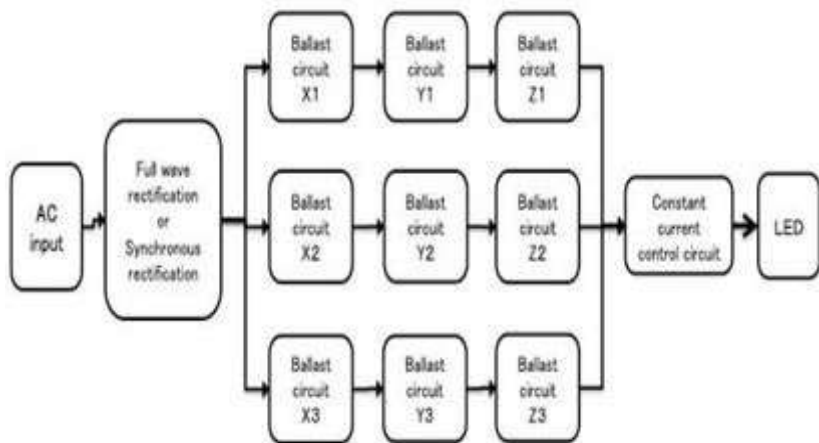 AC
input
Full wave
rectification
or
Synchronous
rectification
Ballast
circuit
X1
Ballast
circuit
Y1
Ballast
circuit
Z1
Ballast
circuit
X2
Ballast
circuit
Y2
Ballast
circuit
Z2
Ballast
circuit
X3
Ballast
circuit
Y3
Ballast
circuit
Z3
Constant
current
control circuit
LED